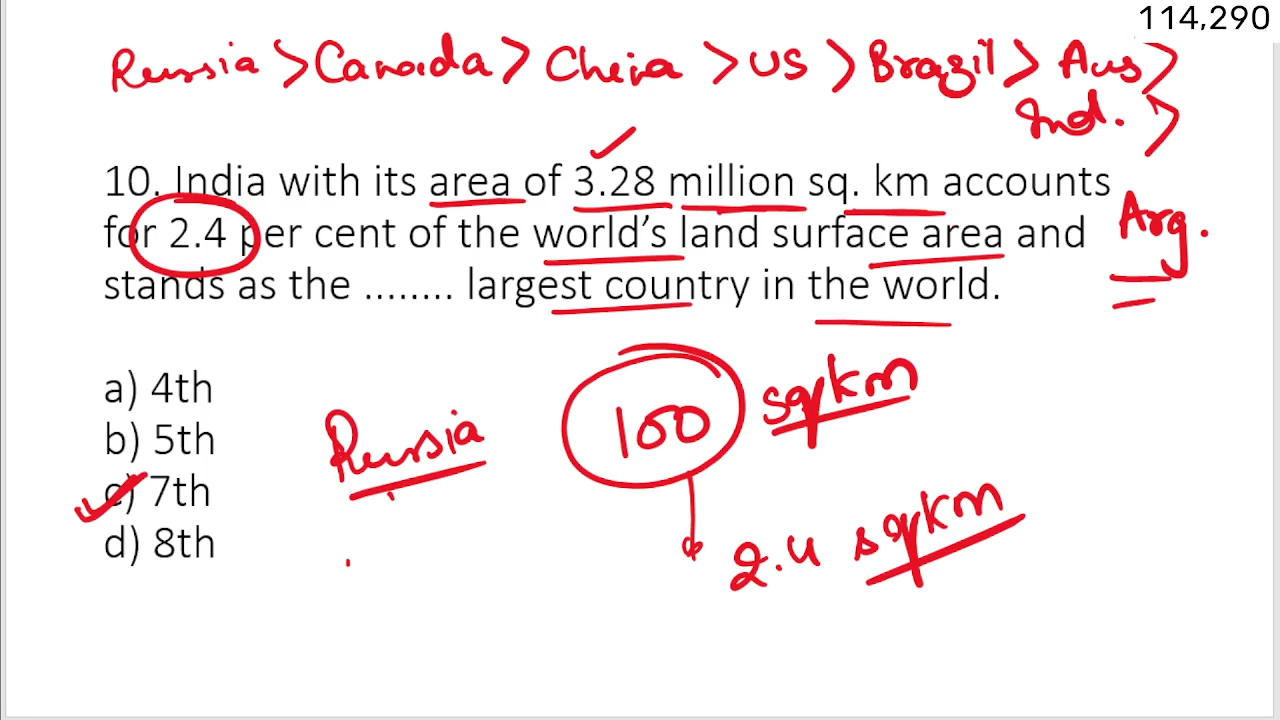 114,290
Russia > Canada > China > US > Brazil > Aus >
Ind. >
10. India with its area of 3.28 million sq. km accounts
for 2.4 per cent of the world's land surface area and
Arg.
stands as the ........ largest country in the world.
a) 4th
b) 5th
c) 7th
d) 8th
Russia
100 sqkm
2.4 sqkm